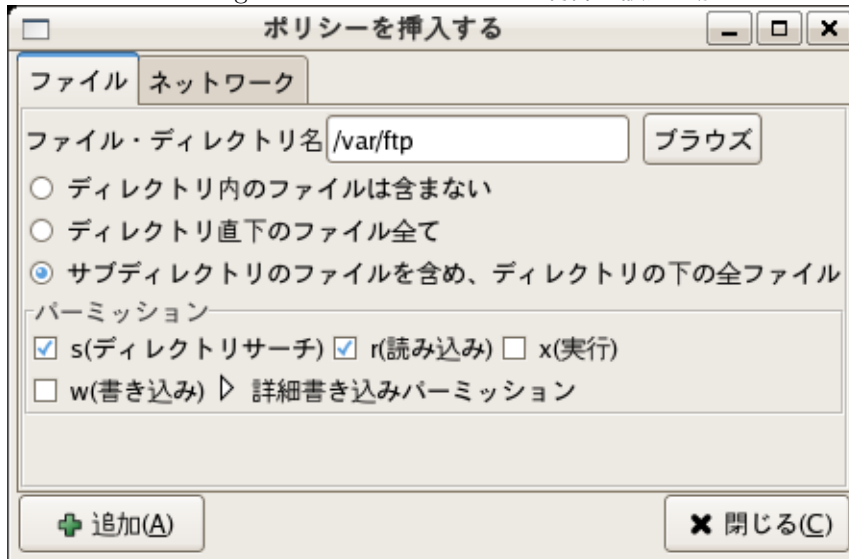 ポリシーを挿入する
ファイル ネットワーク
ファイル・ディレクトリ名 /var/ftp ブラウズ
ディレクトリ内のファイルは含まない
ディレクトリ直下のファイル全て
サブディレクトリのファイルを含め、ディレクトリの下の全ファイル
パーミッション
s(ディレクトリサーチ) r(読み込み) x(実行)
w(書き込み) 詳細書き込みパーミッション
追加(A) 閉じる(C)